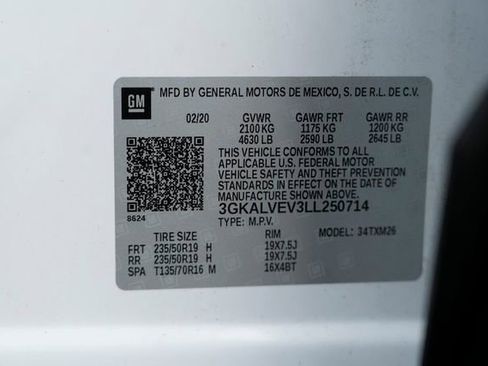 GM MFD BY GENERAL MOTORS DE MEXICO, S. DE R.L. DE C.V.
02/20 GVWR GAWR FRT GAWR RR
2100 KG 1175 KG 1200 KG
4630 LB 2590 LB 2645 LB
THIS VEHICLE CONFORMS TO ALL
APPLICABLE U.S. FEDERAL MOTOR
VEHICLE SAFETY AND THEFT PREVENTION
STANDARDS IN EFFECT ON THE DATE OF
MANUFACTURE SHOWN ABOVE.
8624 3GKALVEV3LL250714
TYPE: M.P.V.
MODEL: 34TXM26
TIRE SIZE RIM
FRT 235/50R19 H 19X7.5J
RR 235/50R19 H 19X7.5J
SPA T135/70R16 M 16X4BT